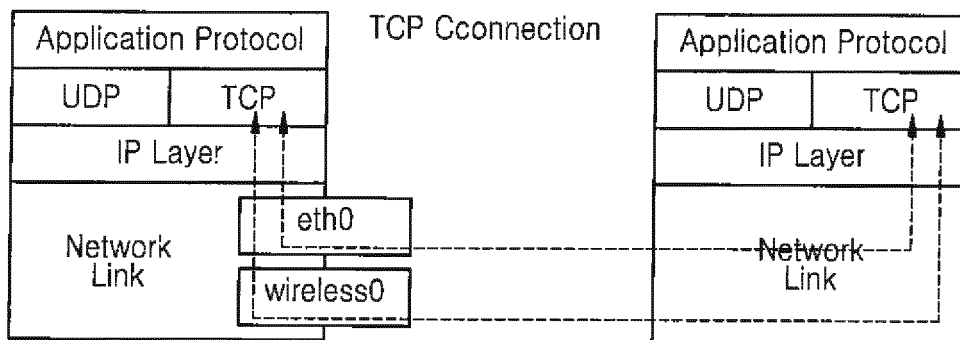 TCP Cconnection
Application Protocol
UDP
TCP
IP Layer
eth0
Network
Link
wireless0
Application Protocol
UDP
TCP
IP Layer
Network
Link